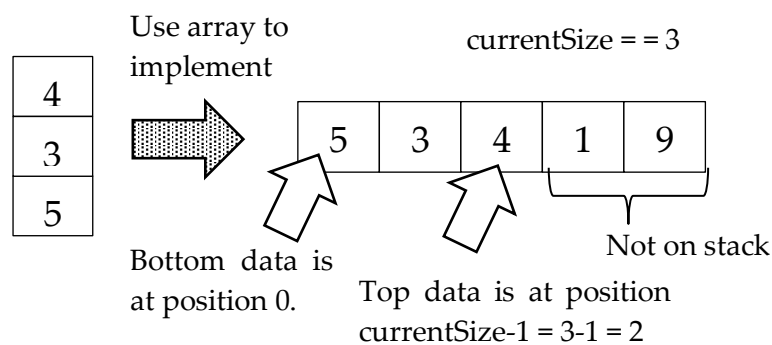 Use array to
implement
currentSize = = 3
4
3
5
5 3 4 1 9
Not on stack
Bottom data is
at position 0.
Top data is at position
currentSize-1 = 3-1 = 2